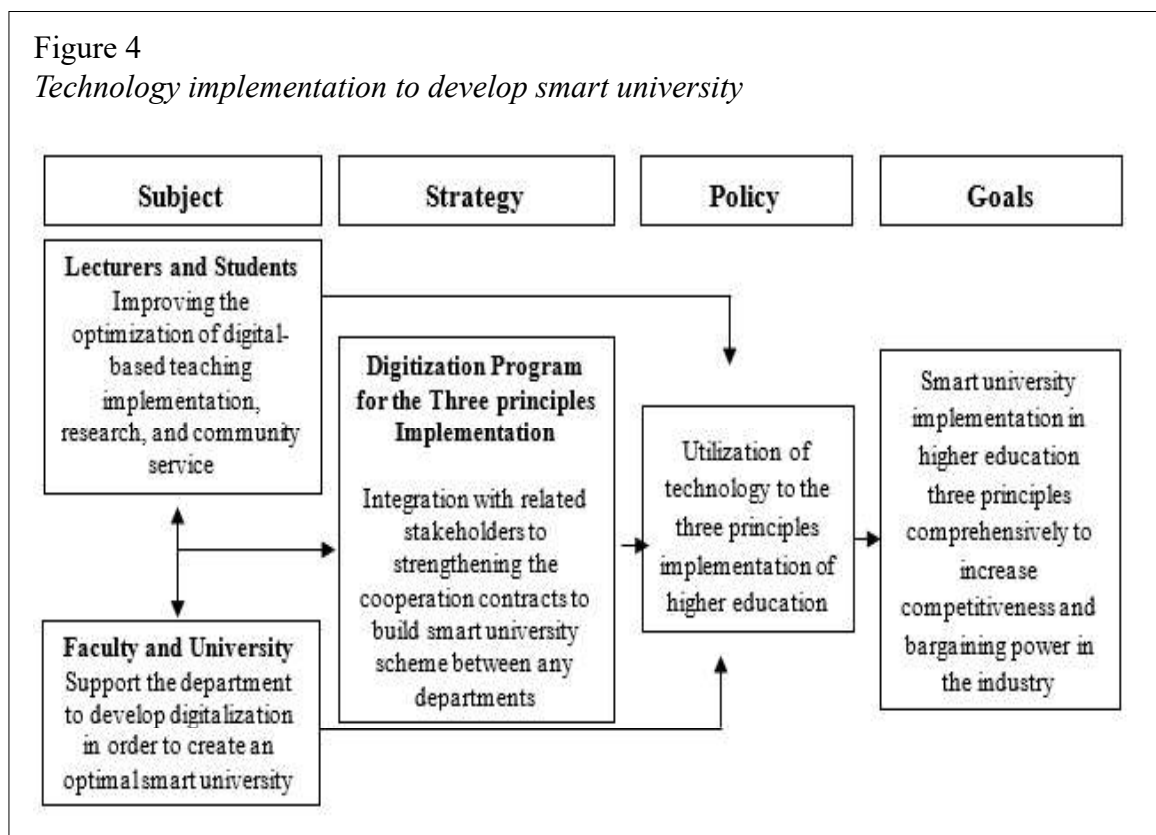 Figure 4
Technology implementation to develop smart university
Subject
Strategy
Policy
Goals
Lecturers and Students
Improving the
optimization of digital-
based teaching
implementation,
research, and community
service
Faculty and University
Support the department
to develop digitalization
in order to create an
optimal smart university
Digitization Program
for the Three principles
Implementation
Integration with related
stakeholders to
strengthening the
cooperation contracts to
build smart university
scheme between any
departments
Utilization of
technology to the
three principles
implementation of
higher education
Smart university
implementation in
higher education
three principles
comprehensively to
increase
competitiveness and
bargaining power in
the industry